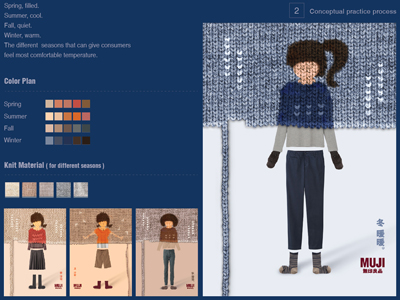 Spring, filled.
Summer, cool.
Fall, quiet.
Winter, warm.
The different seasons that can give consumers
feel most comfortable temperature.
2 Conceptual practice process
Color Plan
Spring
Summer
Fall
Winter
Knit Material ( for different seasons )
冬暖暖。
MUJI
無印良品